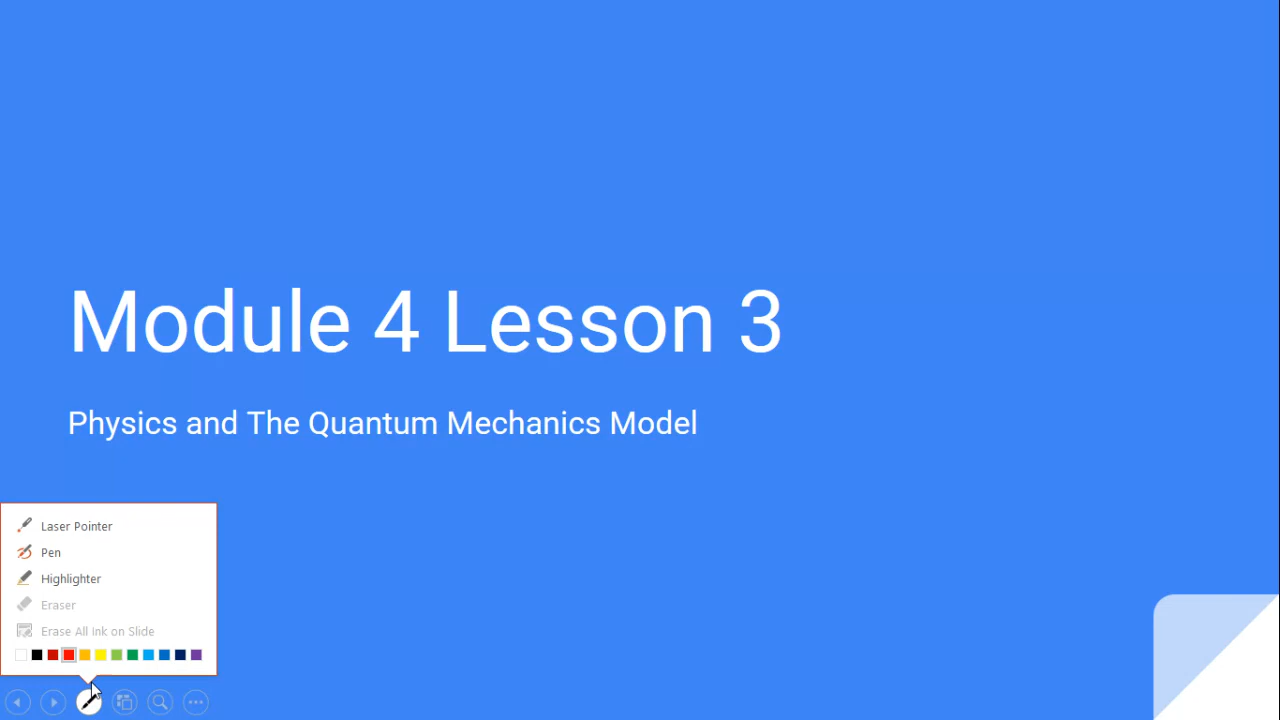 Module 4 Lesson 3
Physics and The Quantum Mechanics Model
Laser Pointer
Pen
Highlighter
Eraser
Erase All Ink on Slide